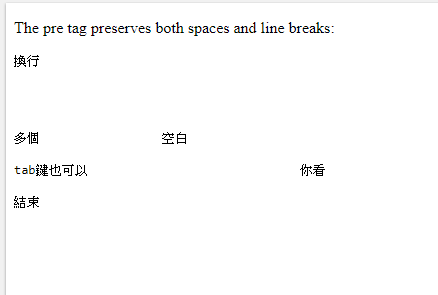 The pre tag preserves both spaces and line breaks:
換行
多個 空白
tab鍵也可以 你看
結束